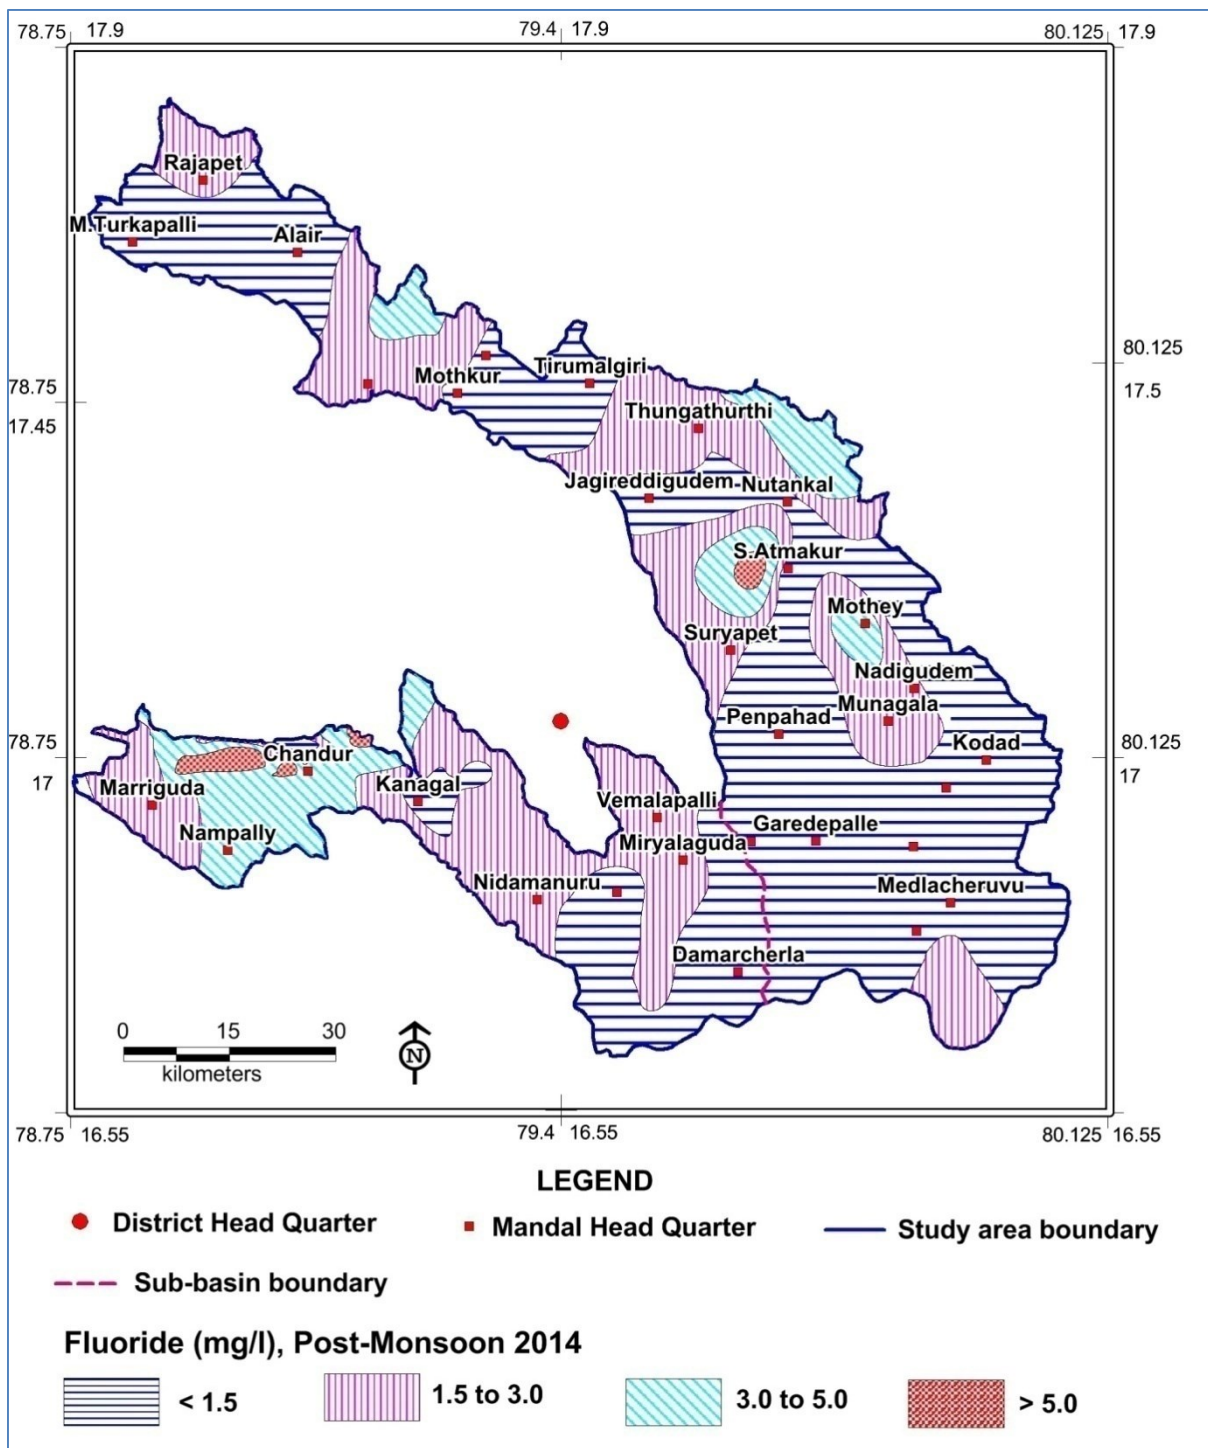 78.75 17.9
79.4 17.9
80.125 17.9
Rajapet
M.Turkapalli
Alair
80.125
17.5
Tirumalgiri
Mothkur
78.75
17.45
Thungathurthi
Jagireddigudem
Nutankal
S.Atmakur
Mothey
Suryapet
Nadigudem
Munagala
Penpahad
Kodad
78.75
17
80.125
17
Chandur
Marriguda
Kanagal
Vemalapalli
Nampally
Miryalaguda
Garedepalle
Nidamanuru
Medlacheruvu
Damarcherla
0 15 30
kilometers
N
78.75 16.55
79.4 16.55
80.125 16.55
LEGEND
District Head Quarter
Mandal Head Quarter
Study area boundary
Sub-basin boundary
Fluoride (mg/l), Post-Monsoon 2014
< 1.5
1.5 to 3.0
3.0 to 5.0
> 5.0